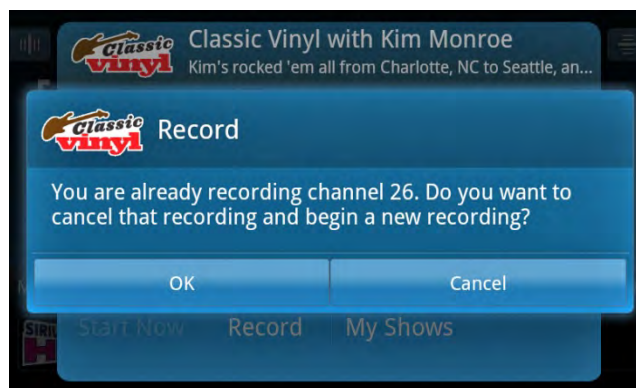 Classic Vinyl
Classic Vinyl with Kim Monroe
Kim's rocked 'em all from Charlotte, NC to Seattle, an...
Classic Vinyl
Record
You are already recording channel 26. Do you want to
cancel that recording and begin a new recording?
OK
Cancel
Start Now
Record
My Shows